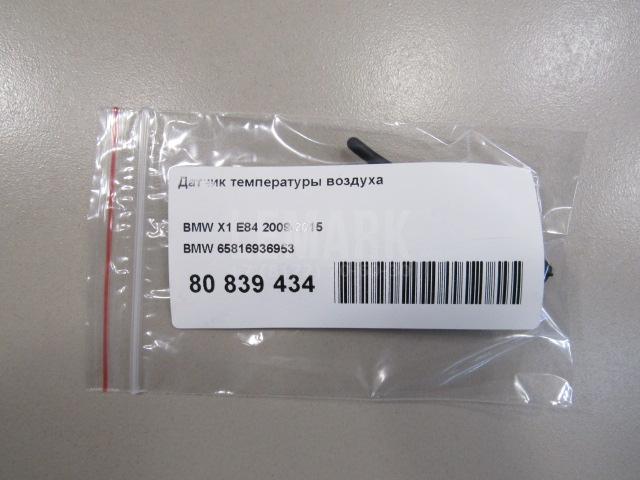 Датчик температуры воздуха
BMW X1 E84 2009-2015
BMW 65816936953
80 839 434